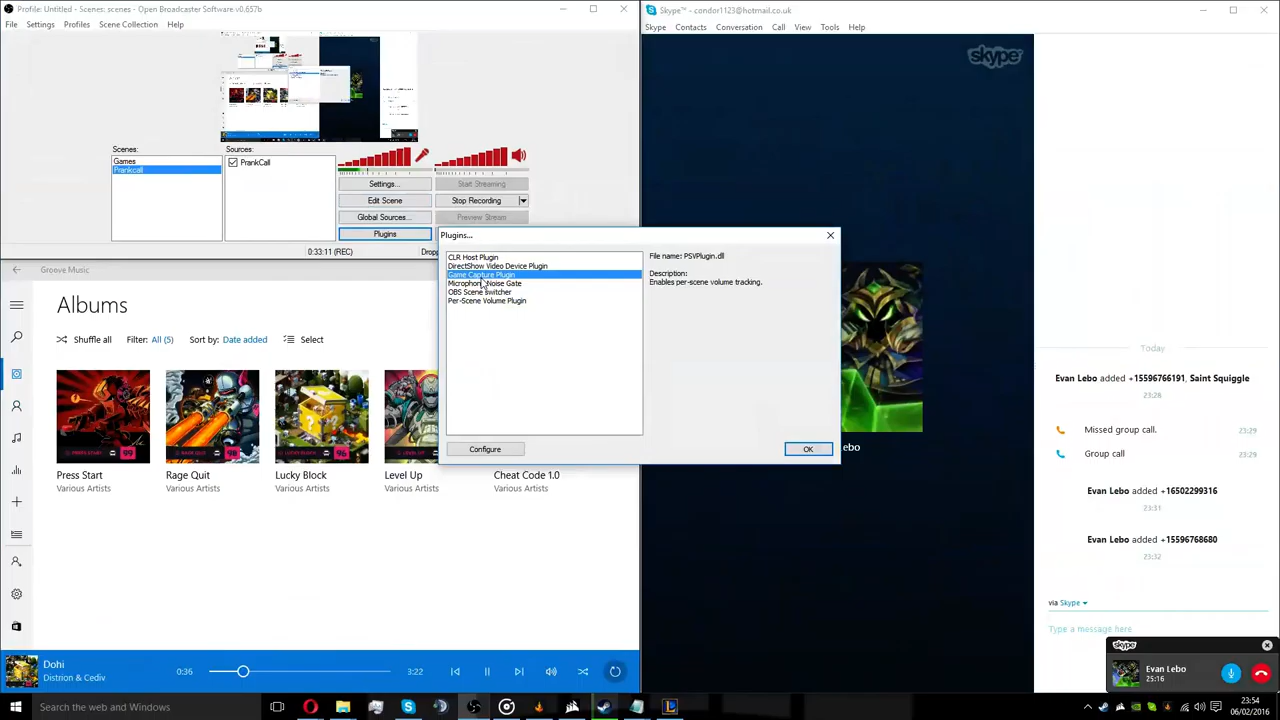 Profile: Untitled - Scenes: scenes - Open Broadcaster Software v0.657b
File Settings Profiles Scene Collection Help
Scenes:
Games
Prankcall
Sources:
PrankCall
Settings...
Start Streaming
Edit Scene
Stop Recording
Global Sources...
Preview Stream
Plugins
0:33:11 (REC)
Dropp
Plugins...
CLR Host Plugin
DirectShow Video Device Plugin
Game Capture Plugin
Microphone Noise Gate
OBS Scene switcher
Per-Scene Volume Plugin
File name: PSVPlugin.dll
Description:
Enables per-scene volume tracking.
Configure
OK
Groove Music
Albums
Shuffle all Filter: All (5) Sort by: Date added Select
Press Start
Various Artists
Rage Quit
Various Artists
Lucky Block
Various Artists
Level Up
Various Artists
Cheat Code 1.0
Various Artists
Dohi
Distrion & Cediv
0:36
3:22
Skype™ - condor1123@hotmail.co.uk
Skype Contacts Conversation Call View Tools Help
skype
Lebo
Today
Evan Lebo added +15596766191, Saint Squiggle
23:28
Missed group call. 23:29
Group call 23:29
Evan Lebo added +16502299316
23:31
Evan Lebo added +15596768680
23:32
via Skype
Type a message here
Evan Lebo
25:16
Search the web and Windows
23:54
06/02/2016